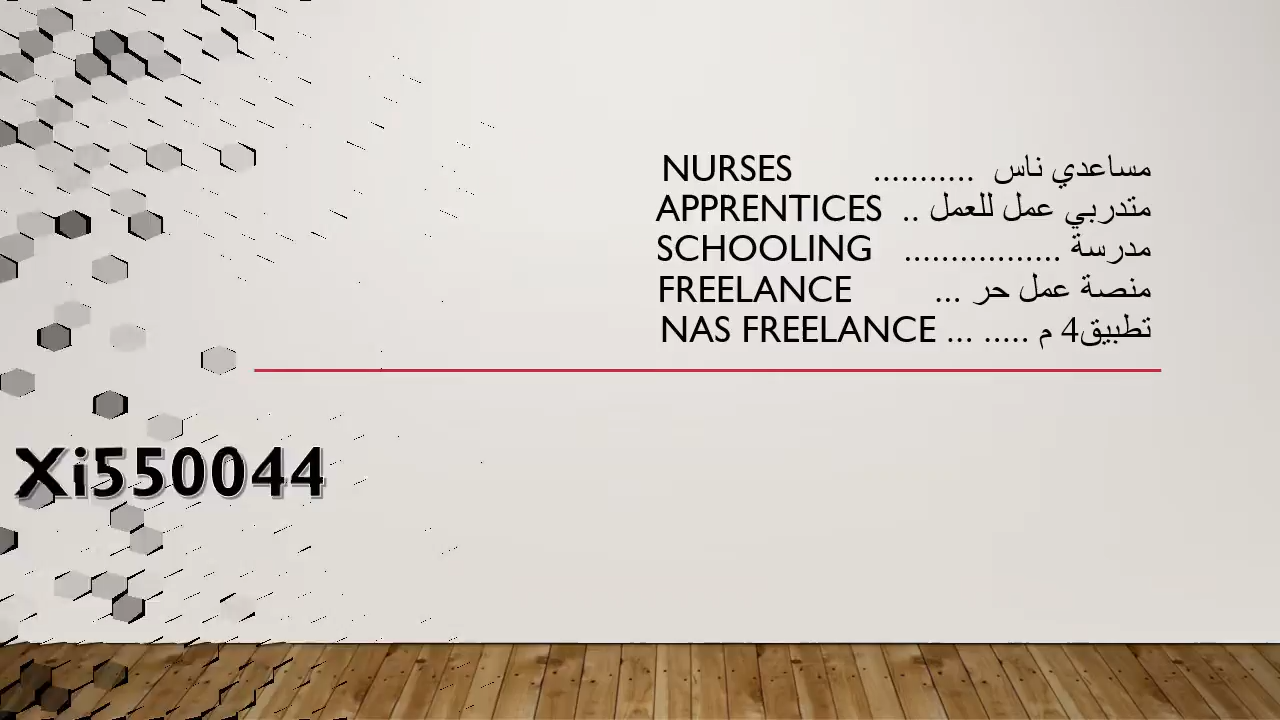 NURSES ........... مساعدي ناس
APPRENTICES .. متدربي عمل للعمل
SCHOOLING ................. مدرسة
FREELANCE ... منصة عمل حر
NAS FREELANCE ... ..... تطبيق4 م
Xi550044